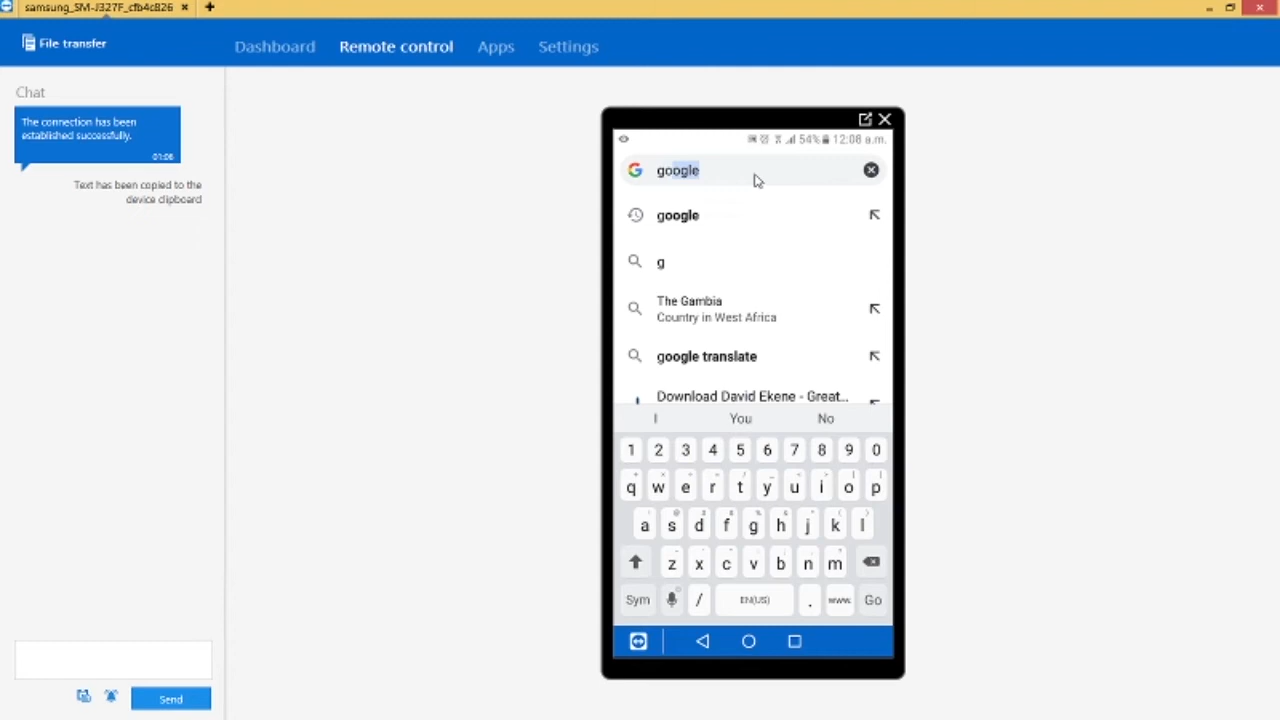 samsung_SM-J327F_cfb4c826
File transfer
Dashboard
Remote control
Apps
Settings
Chat
The connection has been
established successfully.
01:06
Text has been copied to the
device clipboard
Send
54% 12:08 a.m.
google
google
g
The Gambia
Country in West Africa
google translate
Download David Ekene - Great...
I You No
1 2 3 4 5 6 7 8 9 0
q w e r t y u i o p
a s d f g h j k l
z x c v b n m
Sym / EN(US) . www. Go